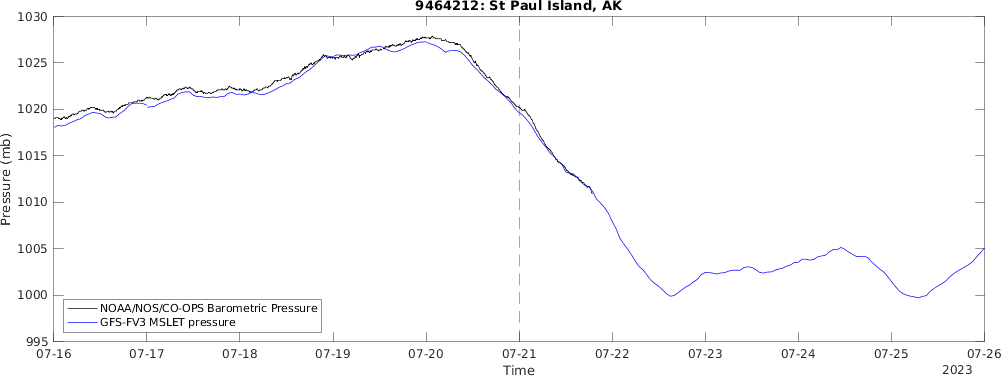 9464212: St Paul Island, AK
1030
1025
1020
1015
1010
1005
1000
995
Pressure (mb)
NOAA/NOS/CO-OPS Barometric Pressure
GFS-FV3 MSLET pressure
07-16 07-17 07-18 07-19 07-20 07-21 07-22 07-23 07-24 07-25 07-26
Time
2023